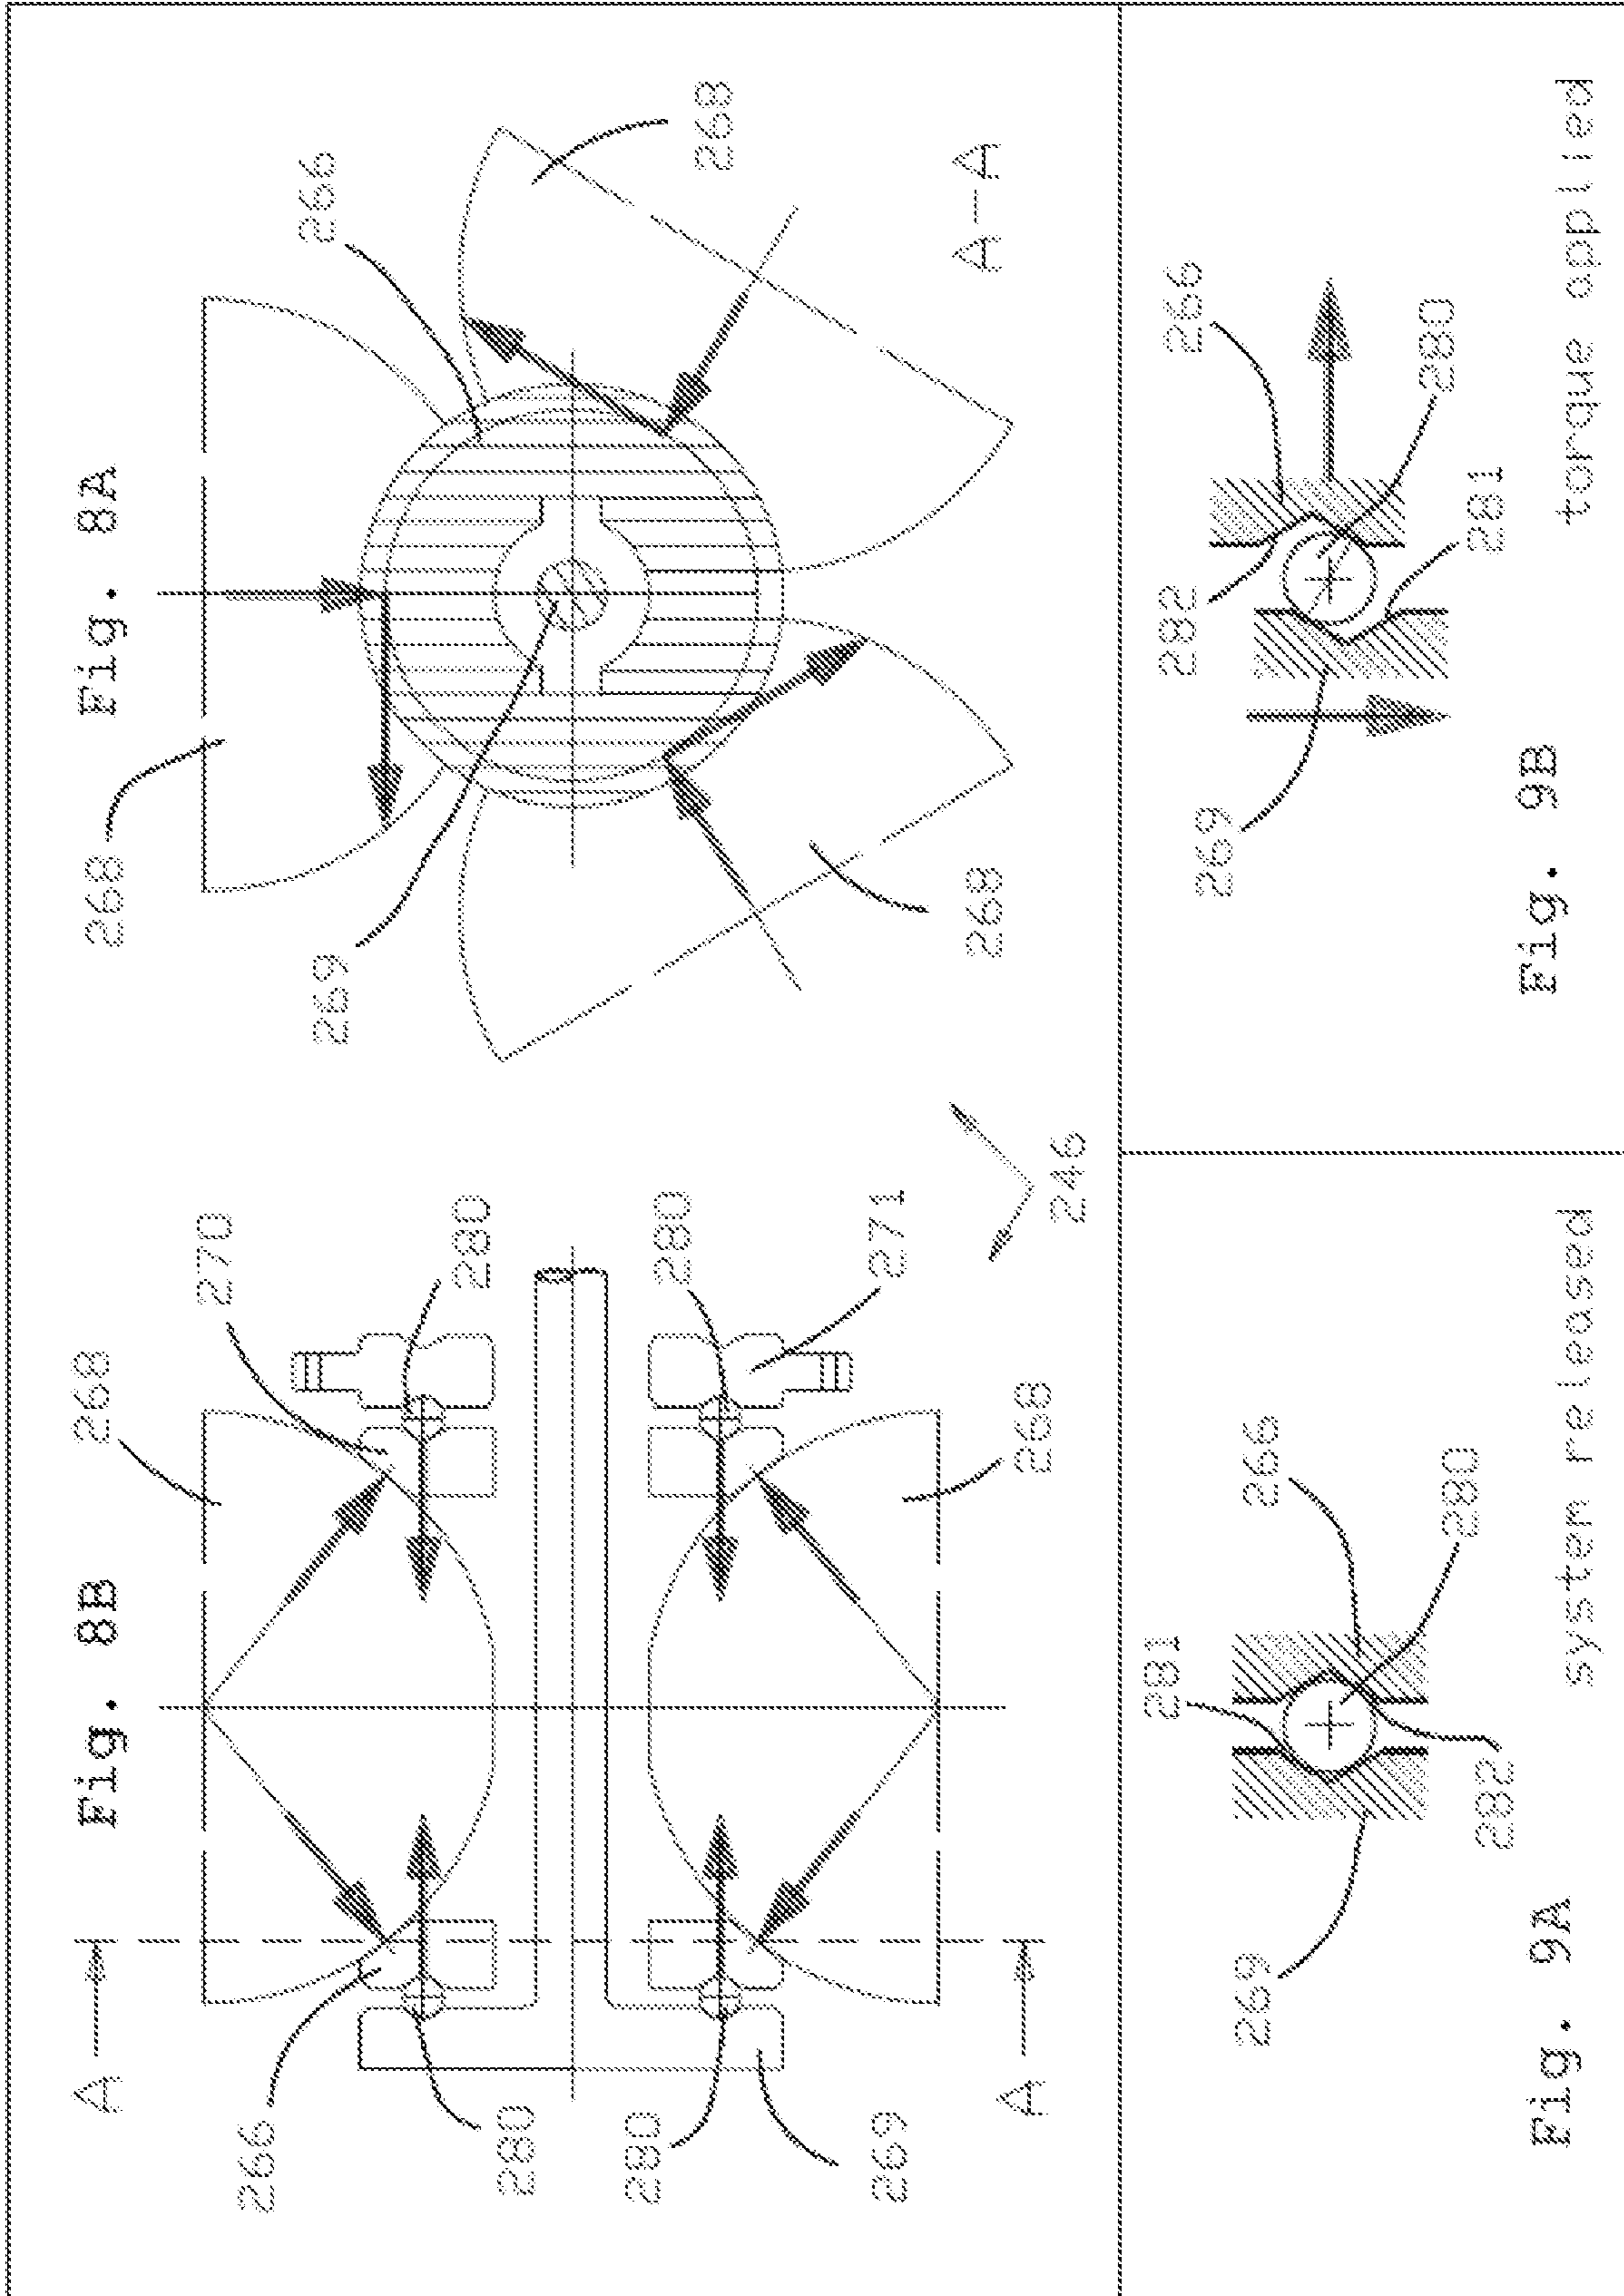 Fig. 8B
Fig. 8A
A
A
266
280
280
269
268
270
280
280
271
268
246
268
269
266
268
268
A-A
Fig. 9A
269
281
282
266
280
system released
Fig. 9B
269
282
266
280
281
torque applied